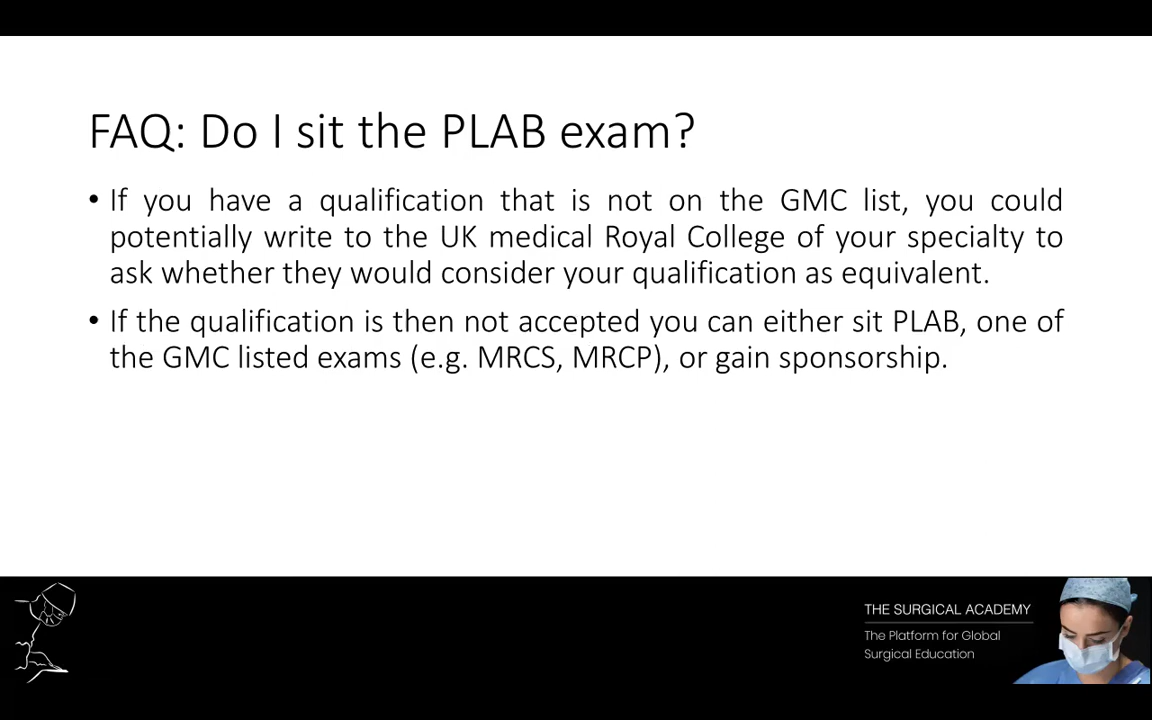 FAQ: Do I sit the PLAB exam?
• If you have a qualification that is not on the GMC list, you could
potentially write to the UK medical Royal College of your specialty to
ask whether they would consider your qualification as equivalent.
• If the qualification is then not accepted you can either sit PLAB, one of
the GMC listed exams (e.g. MRCS, MRCP), or gain sponsorship.
THE SURGICAL ACADEMY
The Platform for Global
Surgical Education